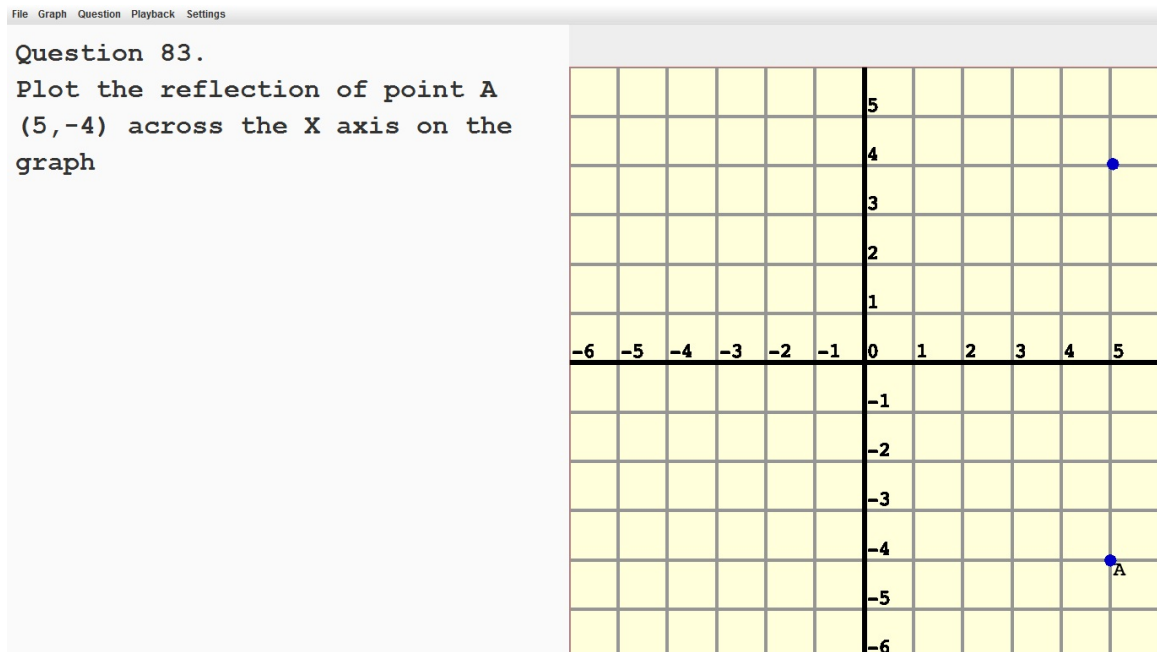 File Graph Question Playback Settings
Question 83.
Plot the reflection of point A
(5,-4) across the X axis on the
graph
5
4
3
2
1
-6 -5 -4 -3 -2 -1 0 1 2 3 4 5
-1
-2
-3
-4
A
-5
-6